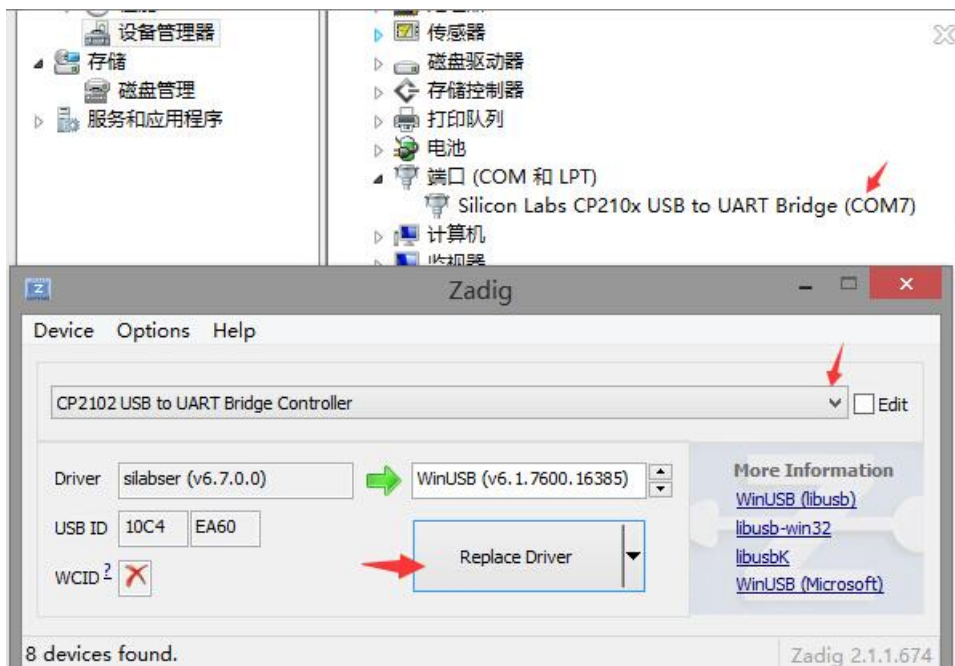 设备管理器
存储
磁盘管理
服务和应用程序
传感器
磁盘驱动器
存储控制器
打印队列
电池
端口 (COM 和 LPT)
Silicon Labs CP210x USB to UART Bridge (COM7)
计算机
监视器
Zadig
Device Options Help
CP2102 USB to UART Bridge Controller
Edit
Driver silabser (v6.7.0.0) WinUSB (v6.1.7600.16385)
USB ID 10C4 EA60
WCID ?
Replace Driver
More Information
WinUSB (libusb)
libusb-win32
libusbK
WinUSB (Microsoft)
8 devices found.
Zadig 2.1.1.674